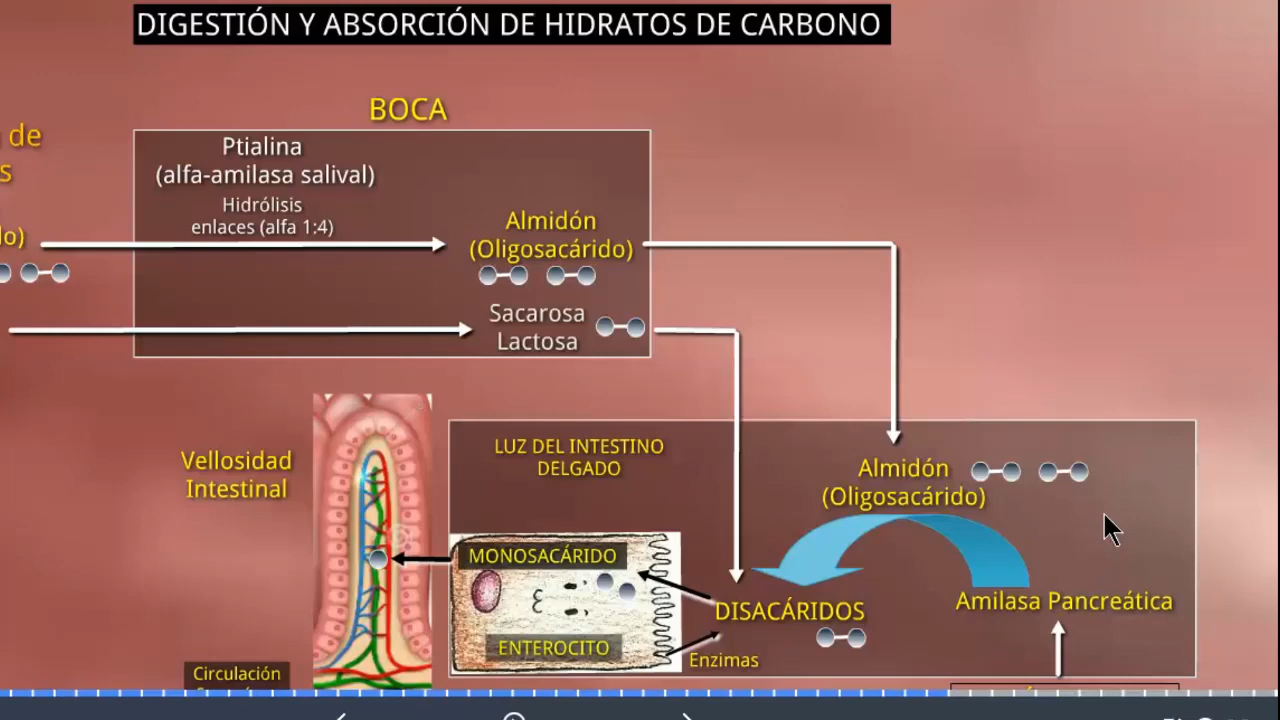 DIGESTIÓN Y ABSORCIÓN DE HIDRATOS DE CARBONO
BOCA
de
s
Ptialina
(alfa-amilasa salival)
Hidrólisis
enlaces (alfa 1:4)
lo)
Almidón
(Oligosacárido)
Sacarosa
Lactosa
Vellosidad
Intestinal
LUZ DEL INTESTINO
DELGADO
Almidón
(Oligosacárido)
MONOSACÁRIDO
DISACÁRIDOS
Amilasa Pancreática
ENTEROCITO
Enzimas
Circulación